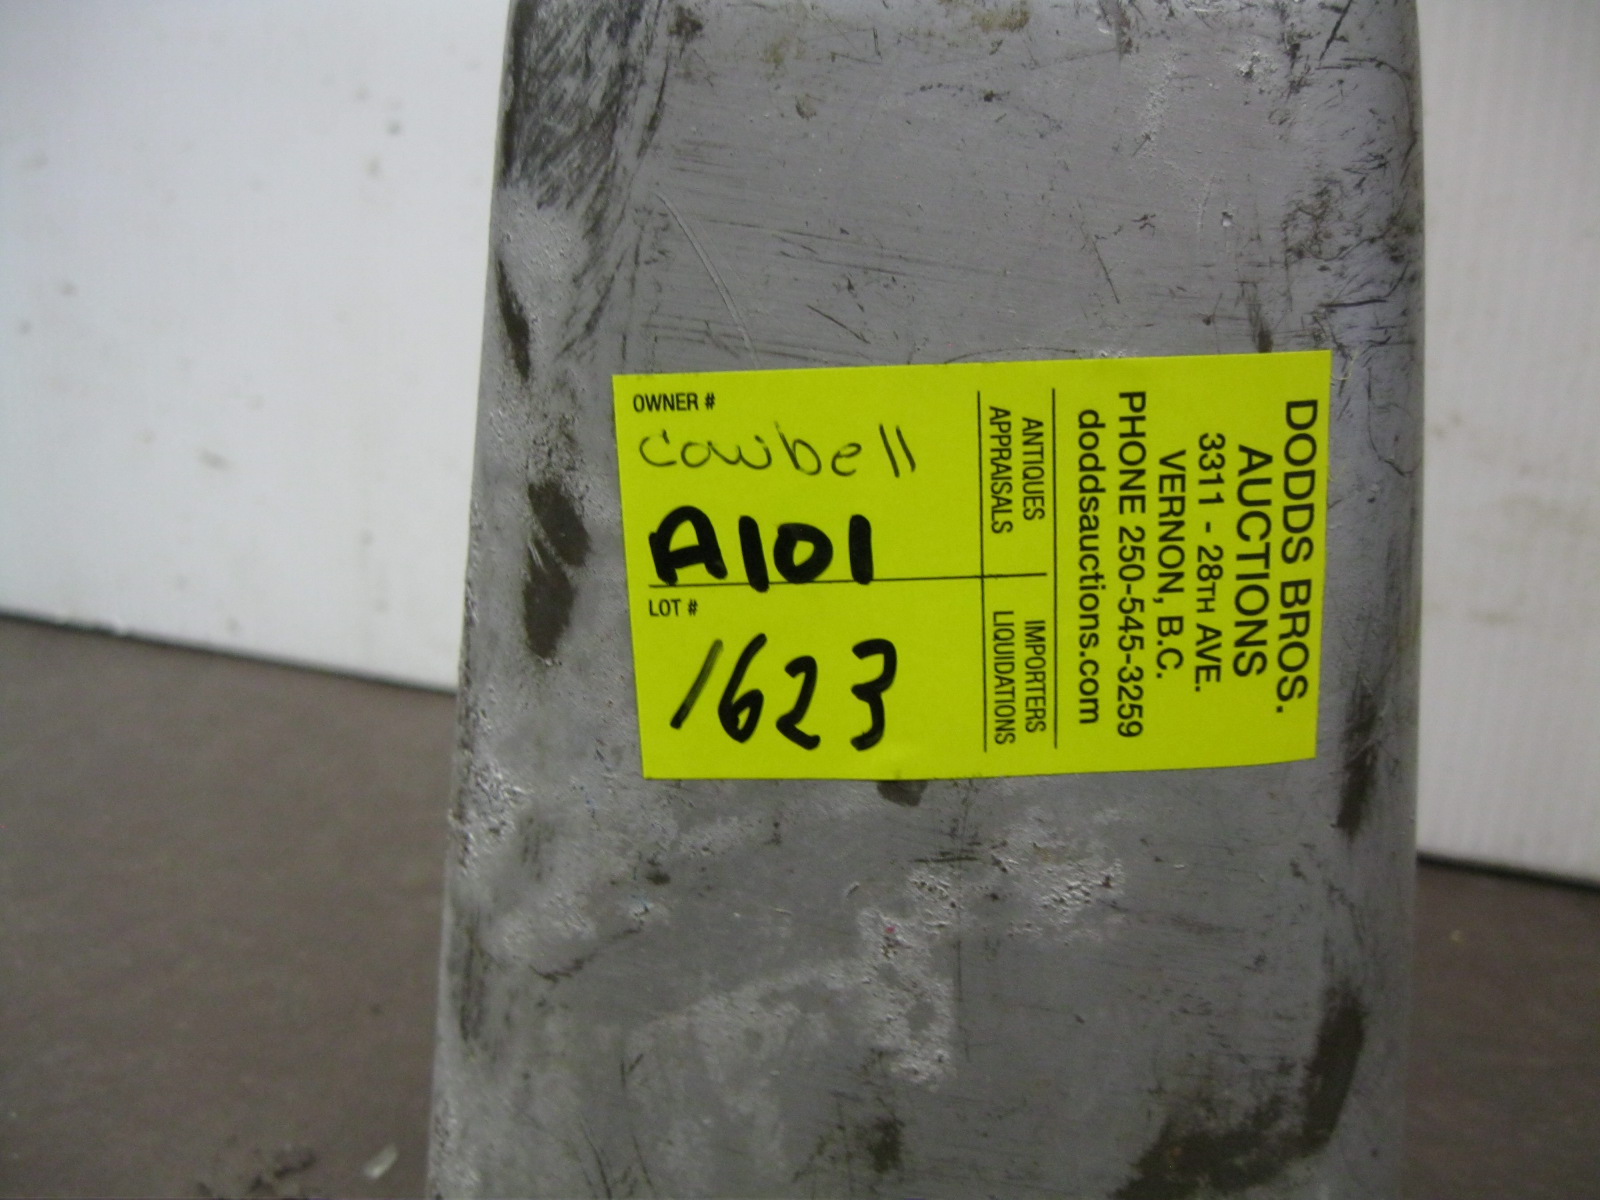 OWNER #
cowbell
A101
LOT #
1623
DODDS BROS.
AUCTIONS
3311 - 28TH AVE.
VERNON, B.C.
PHONE 250-545-3259
doddsauctions.com
ANTIQUES
APPRAISALS
IMPORTERS
LIQUIDATIONS